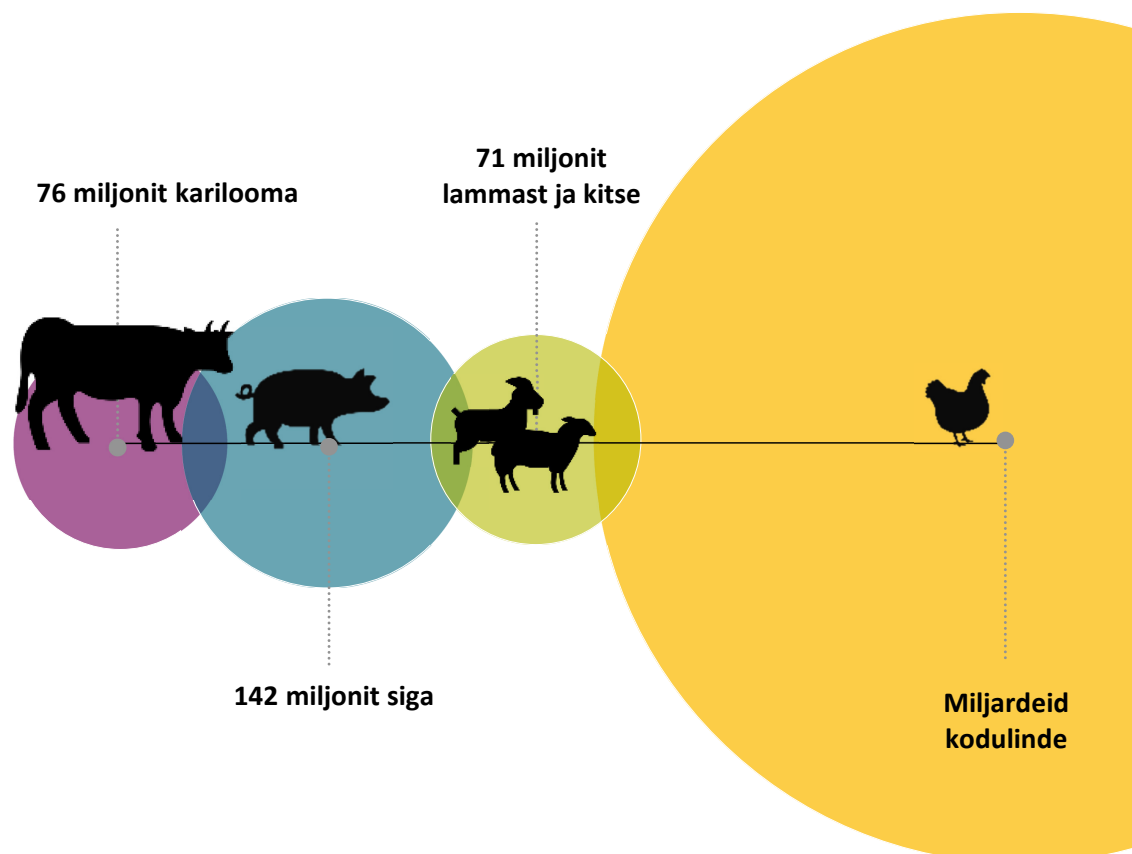 76 miljonit karilooma
71 miljonit
lammast ja kitse
142 miljonit siga
Miljardeid
kodulinde